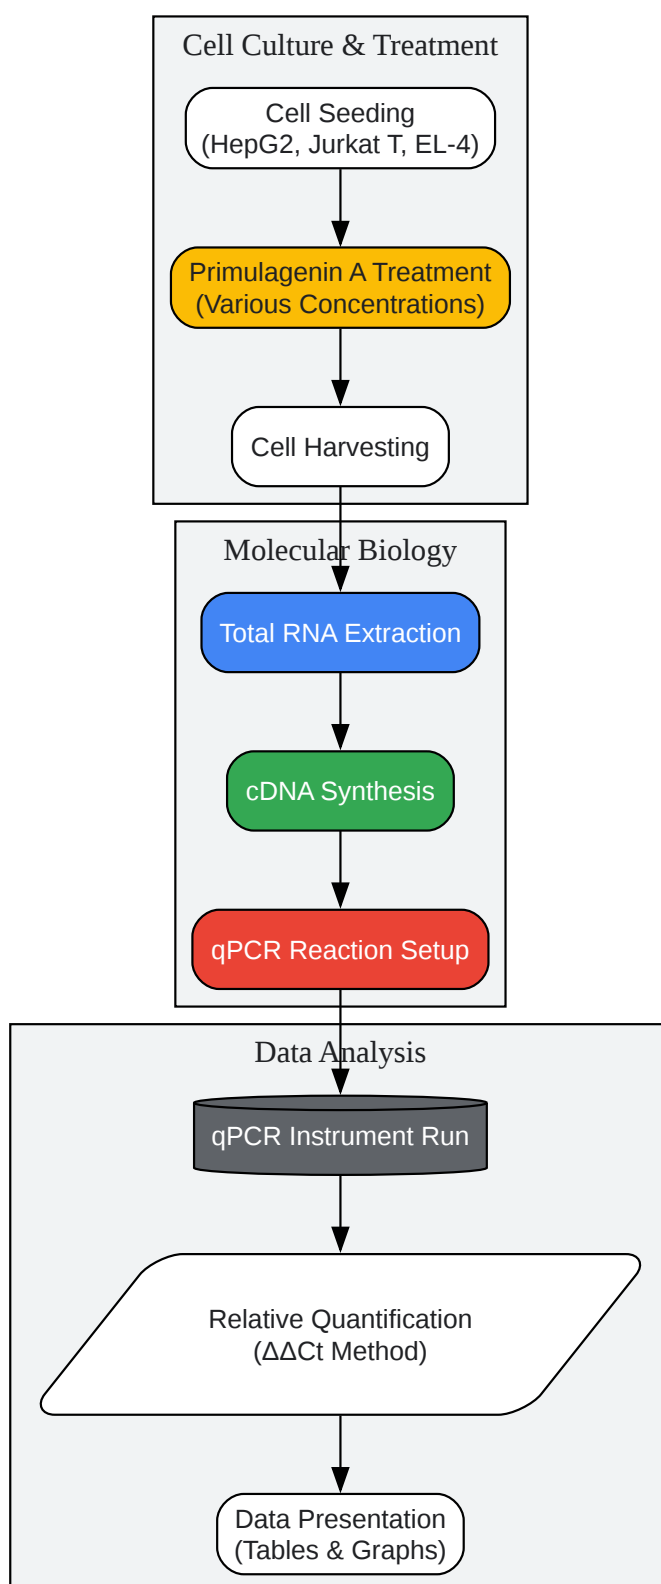 Cell Culture & Treatment
Cell Seeding
(HepG2, Jurkat T, EL-4)
Primulagenin A Treatment
(Various Concentrations)
Cell Harvesting
Molecular Biology
Total RNA Extraction
cDNA Synthesis
qPCR Reaction Setup
Data Analysis
qPCR Instrument Run
Relative Quantification
(ΔΔCt Method)
Data Presentation
(Tables & Graphs)